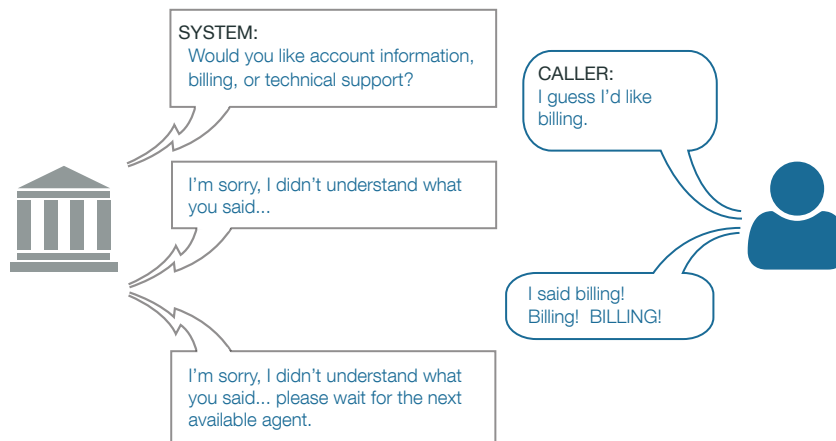 SYSTEM:
Would you like account information,
billing, or technical support?
CALLER:
I guess I'd like
billing.
I'm sorry, I didn't understand what
you said...
I said billing!
Billing!  BILLING!
I'm sorry, I didn't understand what
you said... please wait for the next
available agent.